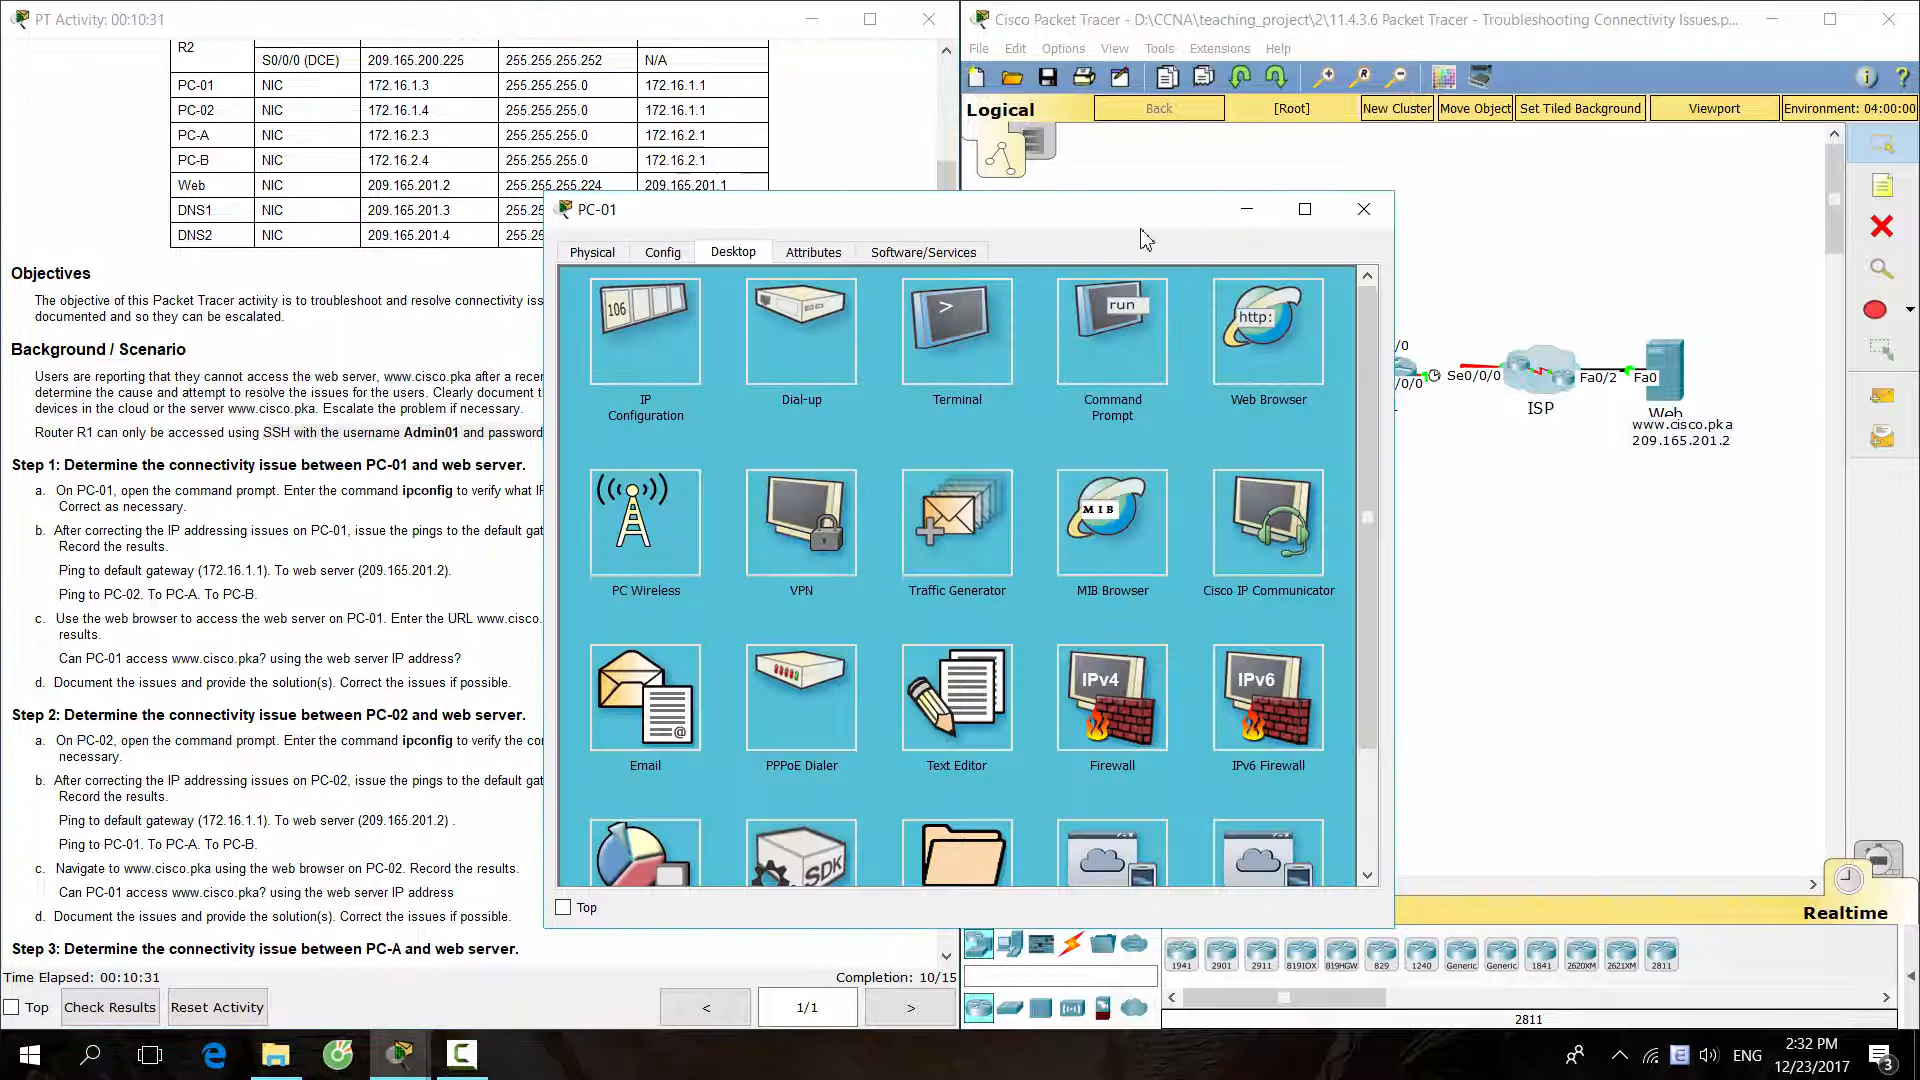 PT Activity: 00:10:31
R2
S0/0/0 (DCE) 209.165.200.225 255.255.255.252 N/A
PC-01 NIC 172.16.1.3 255.255.255.0 172.16.1.1
PC-02 NIC 172.16.1.4 255.255.255.0 172.16.1.1
PC-A NIC 172.16.2.3 255.255.255.0 172.16.2.1
PC-B NIC 172.16.2.4 255.255.255.0 172.16.2.1
Web NIC 209.165.201.2 255.255.255.224 209.165.201.1
DNS1 NIC 209.165.201.3 255.25
DNS2 NIC 209.165.201.4 255.25
Objectives
The objective of this Packet Tracer activity is to troubleshoot and resolve connectivity iss
documented and so they can be escalated.
Background / Scenario
Users are reporting that they cannot access the web server, www.cisco.pka after a recen
determine the cause and attempt to resolve the issues for the users. Clearly document t
devices in the cloud or the server www.cisco.pka. Escalate the problem if necessary.
Router R1 can only be accessed using SSH with the username Admin01 and password
Step 1: Determine the connectivity issue between PC-01 and web server.
a. On PC-01, open the command prompt. Enter the command ipconfig to verify what IP
Correct as necessary.
b. After correcting the IP addressing issues on PC-01, issue the pings to the default gat
Record the results.
Ping to default gateway (172.16.1.1). To web server (209.165.201.2).
Ping to PC-02. To PC-A. To PC-B.
c. Use the web browser to access the web server on PC-01. Enter the URL www.cisco.
results.
Can PC-01 access www.cisco.pka? using the web server IP address?
d. Document the issues and provide the solution(s). Correct the issues if possible.
Step 2: Determine the connectivity issue between PC-02 and web server.
a. On PC-02, open the command prompt. Enter the command ipconfig to verify the co
necessary.
b. After correcting the IP addressing issues on PC-02, issue the pings to the default gat
Record the results.
Ping to default gateway (172.16.1.1). To web server (209.165.201.2) .
Ping to PC-01. To PC-A. To PC-B.
c. Navigate to www.cisco.pka using the web browser on PC-02. Record the results.
Can PC-01 access www.cisco.pka? using the web server IP address
d. Document the issues and provide the solution(s). Correct the issues if possible.
Step 3: Determine the connectivity issue between PC-A and web server.
Time Elapsed: 00:10:31 Completion: 10/15
Top Check Results Reset Activity < 1/1 >
Cisco Packet Tracer - D:\CCNA\teaching_project\2\11.4.3.6 Packet Tracer - Troubleshooting Connectivity Issues.p...
File Edit Options View Tools Extensions Help
Logical Back [Root] New Cluster Move Object Set Tiled Background Viewport Environment: 04:00:00
PC-01
Physical Config Desktop Attributes Software/Services
106
>
run
http:
IP
Configuration
Dial-up
Terminal
Command
Prompt
Web Browser
MIB
PC Wireless
VPN
Traffic Generator
MIB Browser
Cisco IP Communicator
@
IPv4
IPv6
Email
PPPoE Dialer
Text Editor
Firewall
IPv6 Firewall
SDK
Top
/0
/0/0
Se0/0/0
Fa0/2
Fa0
ISP
Web
www.cisco.pka
209.165.201.2
Realtime
1941 2901 2911 819IOX 819HGW 829 1240 Generic Generic 1841 2620XM 2621XM 2811
2811
ENG
2:32 PM
12/23/2017
3